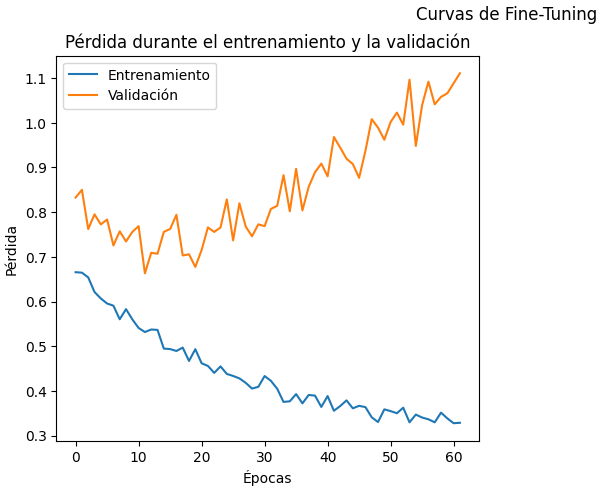 Curvas de Fine-Tuning
Pérdida durante el entrenamiento y la validación
Entrenamiento
Validación
1.1
1.0
0.9
0.8
0.7
0.6
0.5
0.4
0.3
Pérdida
0 10 20 30 40 50 60
Épocas